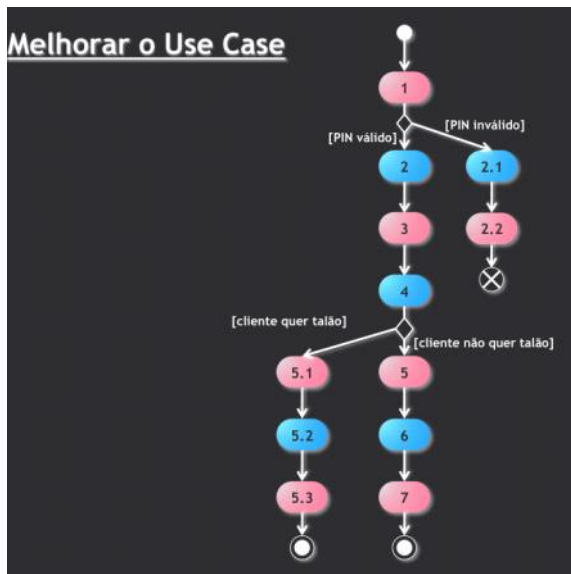 Melhorar o Use Case
1
[PIN válido]
[PIN inválido]
2
2.1
3
2.2
4
[cliente quer talão]
[cliente não quer talão]
5.1
5
5.2
6
5.3
7